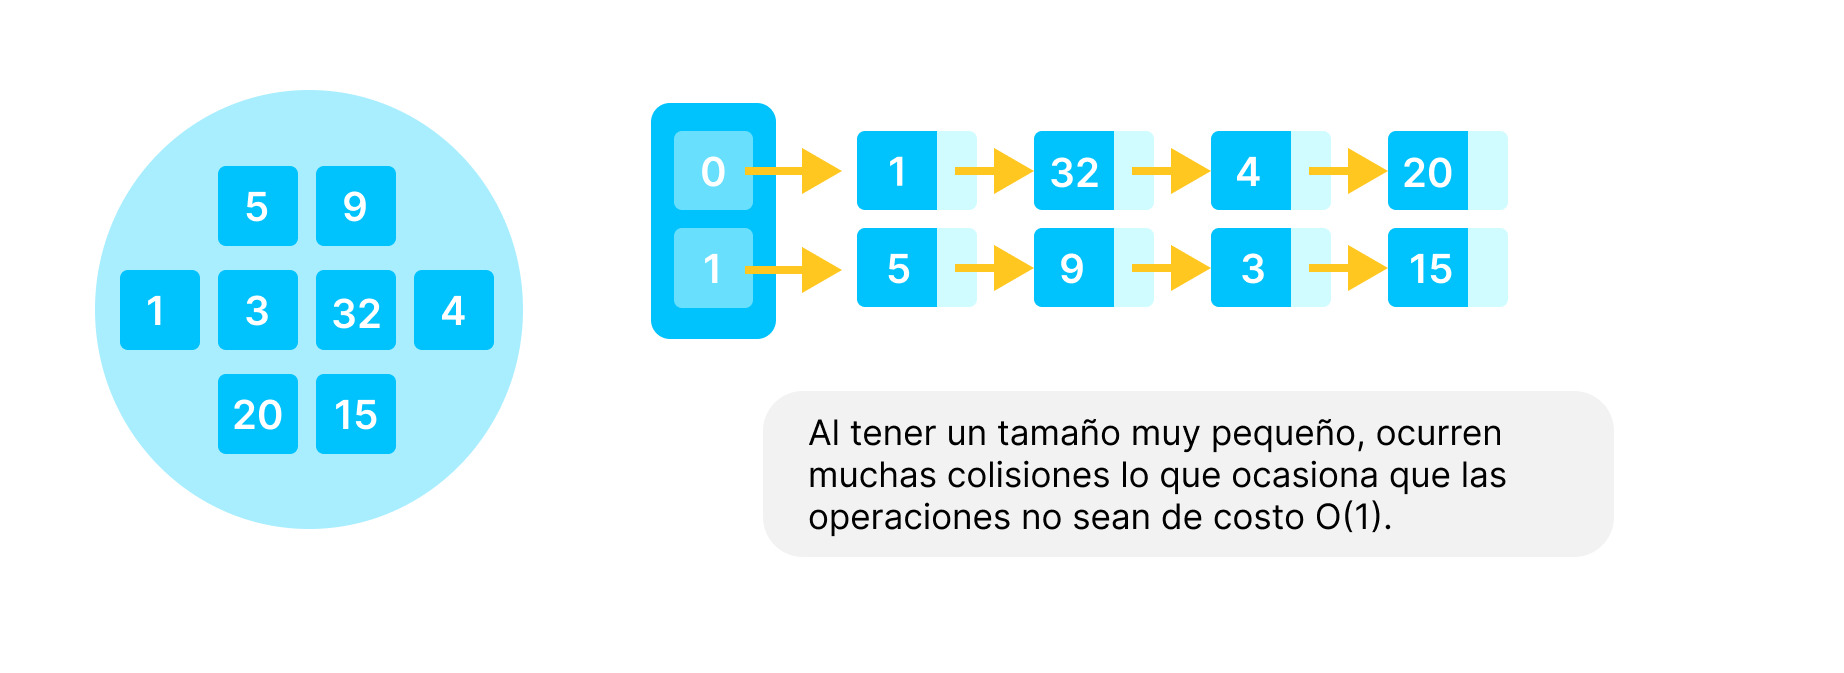 5 9
1 3 32 4
20 15
0 1 32 4 20
1 5 9 3 15
Al tener un tamaño muy pequeño, ocurren
muchas colisiones lo que ocasiona que las
operaciones no sean de costo O(1).